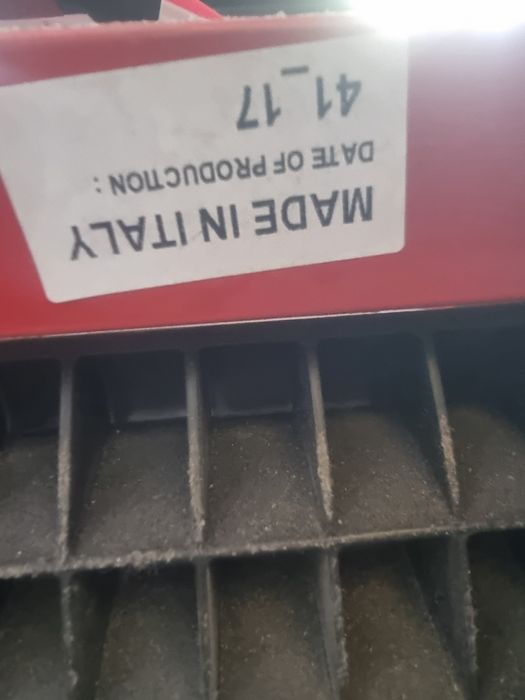 MADE IN ITALY
DATE OF PRODUCTION :
41_17